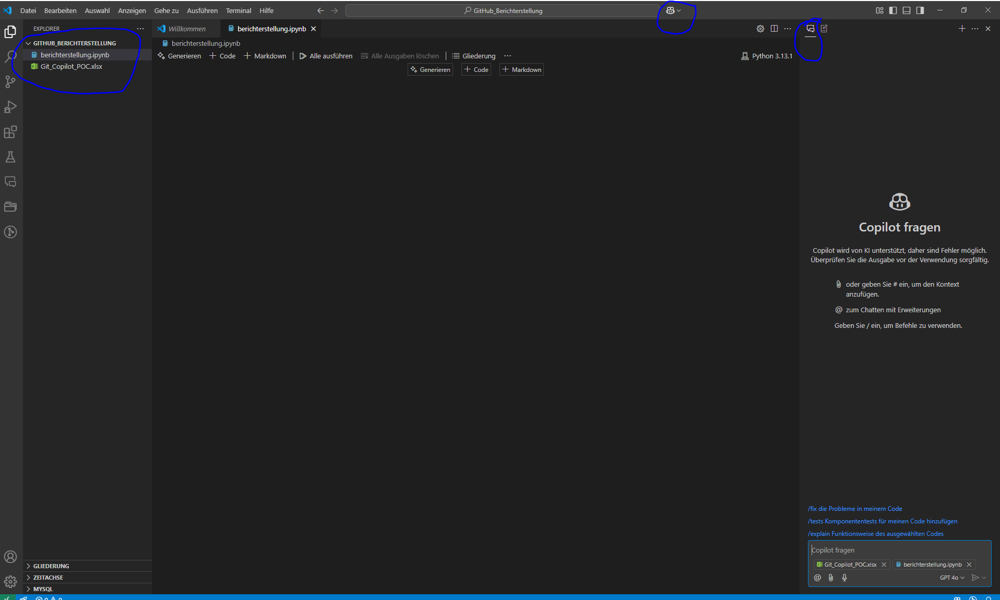 Datei Bearbeiten Auswahl Anzeigen Gehe zu Ausführen Terminal Hilfe GitHub_Berichterstellung
EXPLORER
Willkommen berichterstellung.ipynb
GITHUB_BERICHTERSTELLUNG
berichterstellung.ipynb
Git_Copilot_POC.xlsx
berichterstellung.ipynb
Generieren + Code + Markdown Alle ausführen Alle Ausgaben löschen Gliederung ... Python 3.13.1
Generieren + Code + Markdown
Copilot fragen
Copilot wird von KI unterstützt, daher sind Fehler möglich.
Überprüfen Sie die Ausgabe vor der Verwendung sorgfältig.
oder geben Sie # ein, um den Kontext
anzufügen.
@ zum Chatten mit Erweiterungen
Geben Sie / ein, um Befehle zu verwenden.
/fix die Probleme in meinem Code
/tests Komponententests für meinen Code hinzufügen
/explain Funktionsweise des ausgewählten Codes
Copilot fragen
Git_Copilot_POC.xlsx berichterstellung.ipynb
@ GPT 4o
GLIEDERUNG
ZEITACHSE
MYSQL